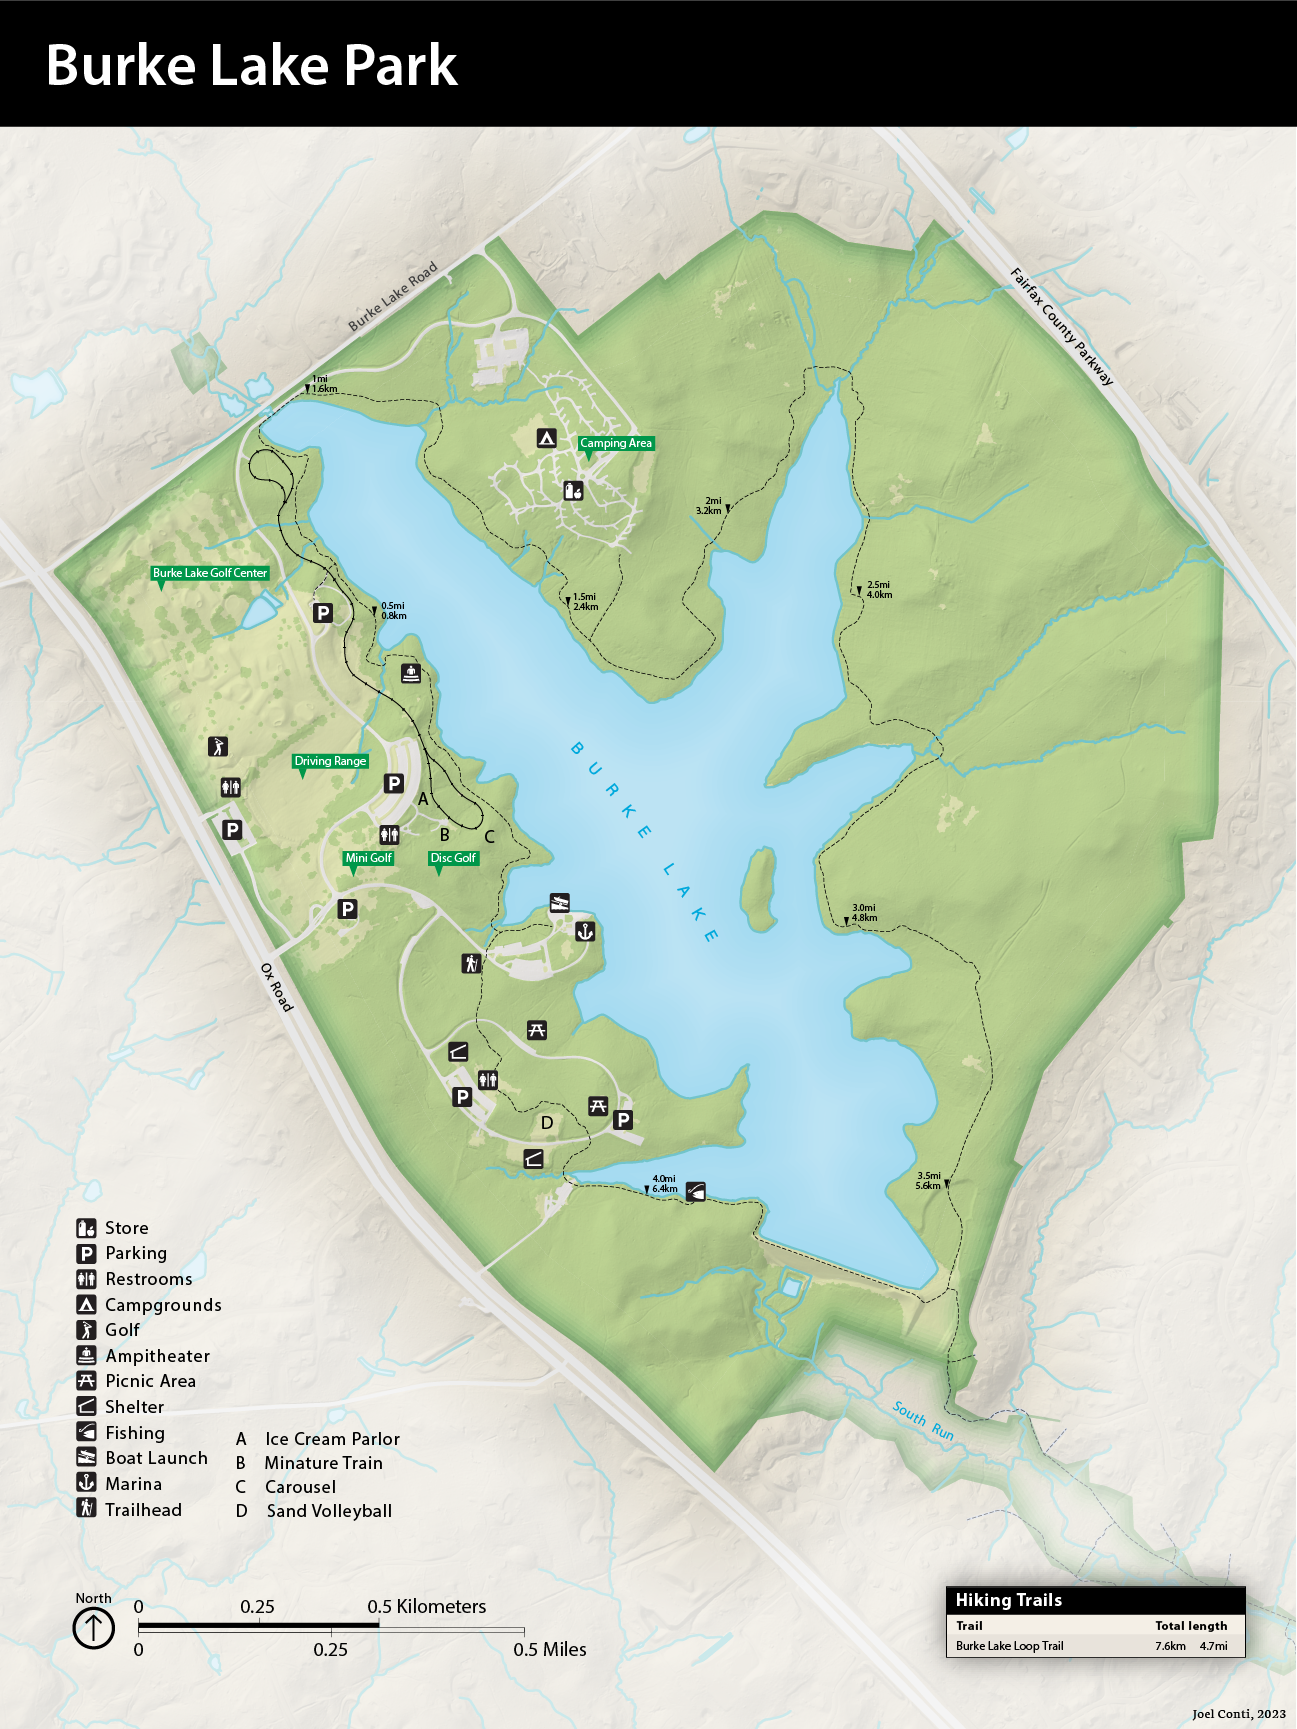 Burke Lake Park
Burke Lake Road
Fairfax County Parkway
1mi
1.6km
Camping Area
2mi
3.2km
Burke Lake Golf Center
0.5mi
0.8km
1.5mi
2.4km
2.5mi
4.0km
P
BURKE LAKE
Driving Range
P
A
P
B
C
Mini Golf
Disc Golf
P
3.0mi
4.8km
Ox Road
P
D
P
4.0mi
6.4km
3.5mi
5.6km
South Run
Store
P Parking
Restrooms
Campgrounds
Golf
Ampitheater
Picnic Area
Shelter
Fishing
Boat Launch
Marina
Trailhead
A Ice Cream Parlor
B Minature Train
C Carousel
D Sand Volleyball
North
0 0.25 0.5 Kilometers
0 0.25 0.5 Miles
Hiking Trails
Trail Total length
Burke Lake Loop Trail 7.6km 4.7mi
Joel Conti, 2023